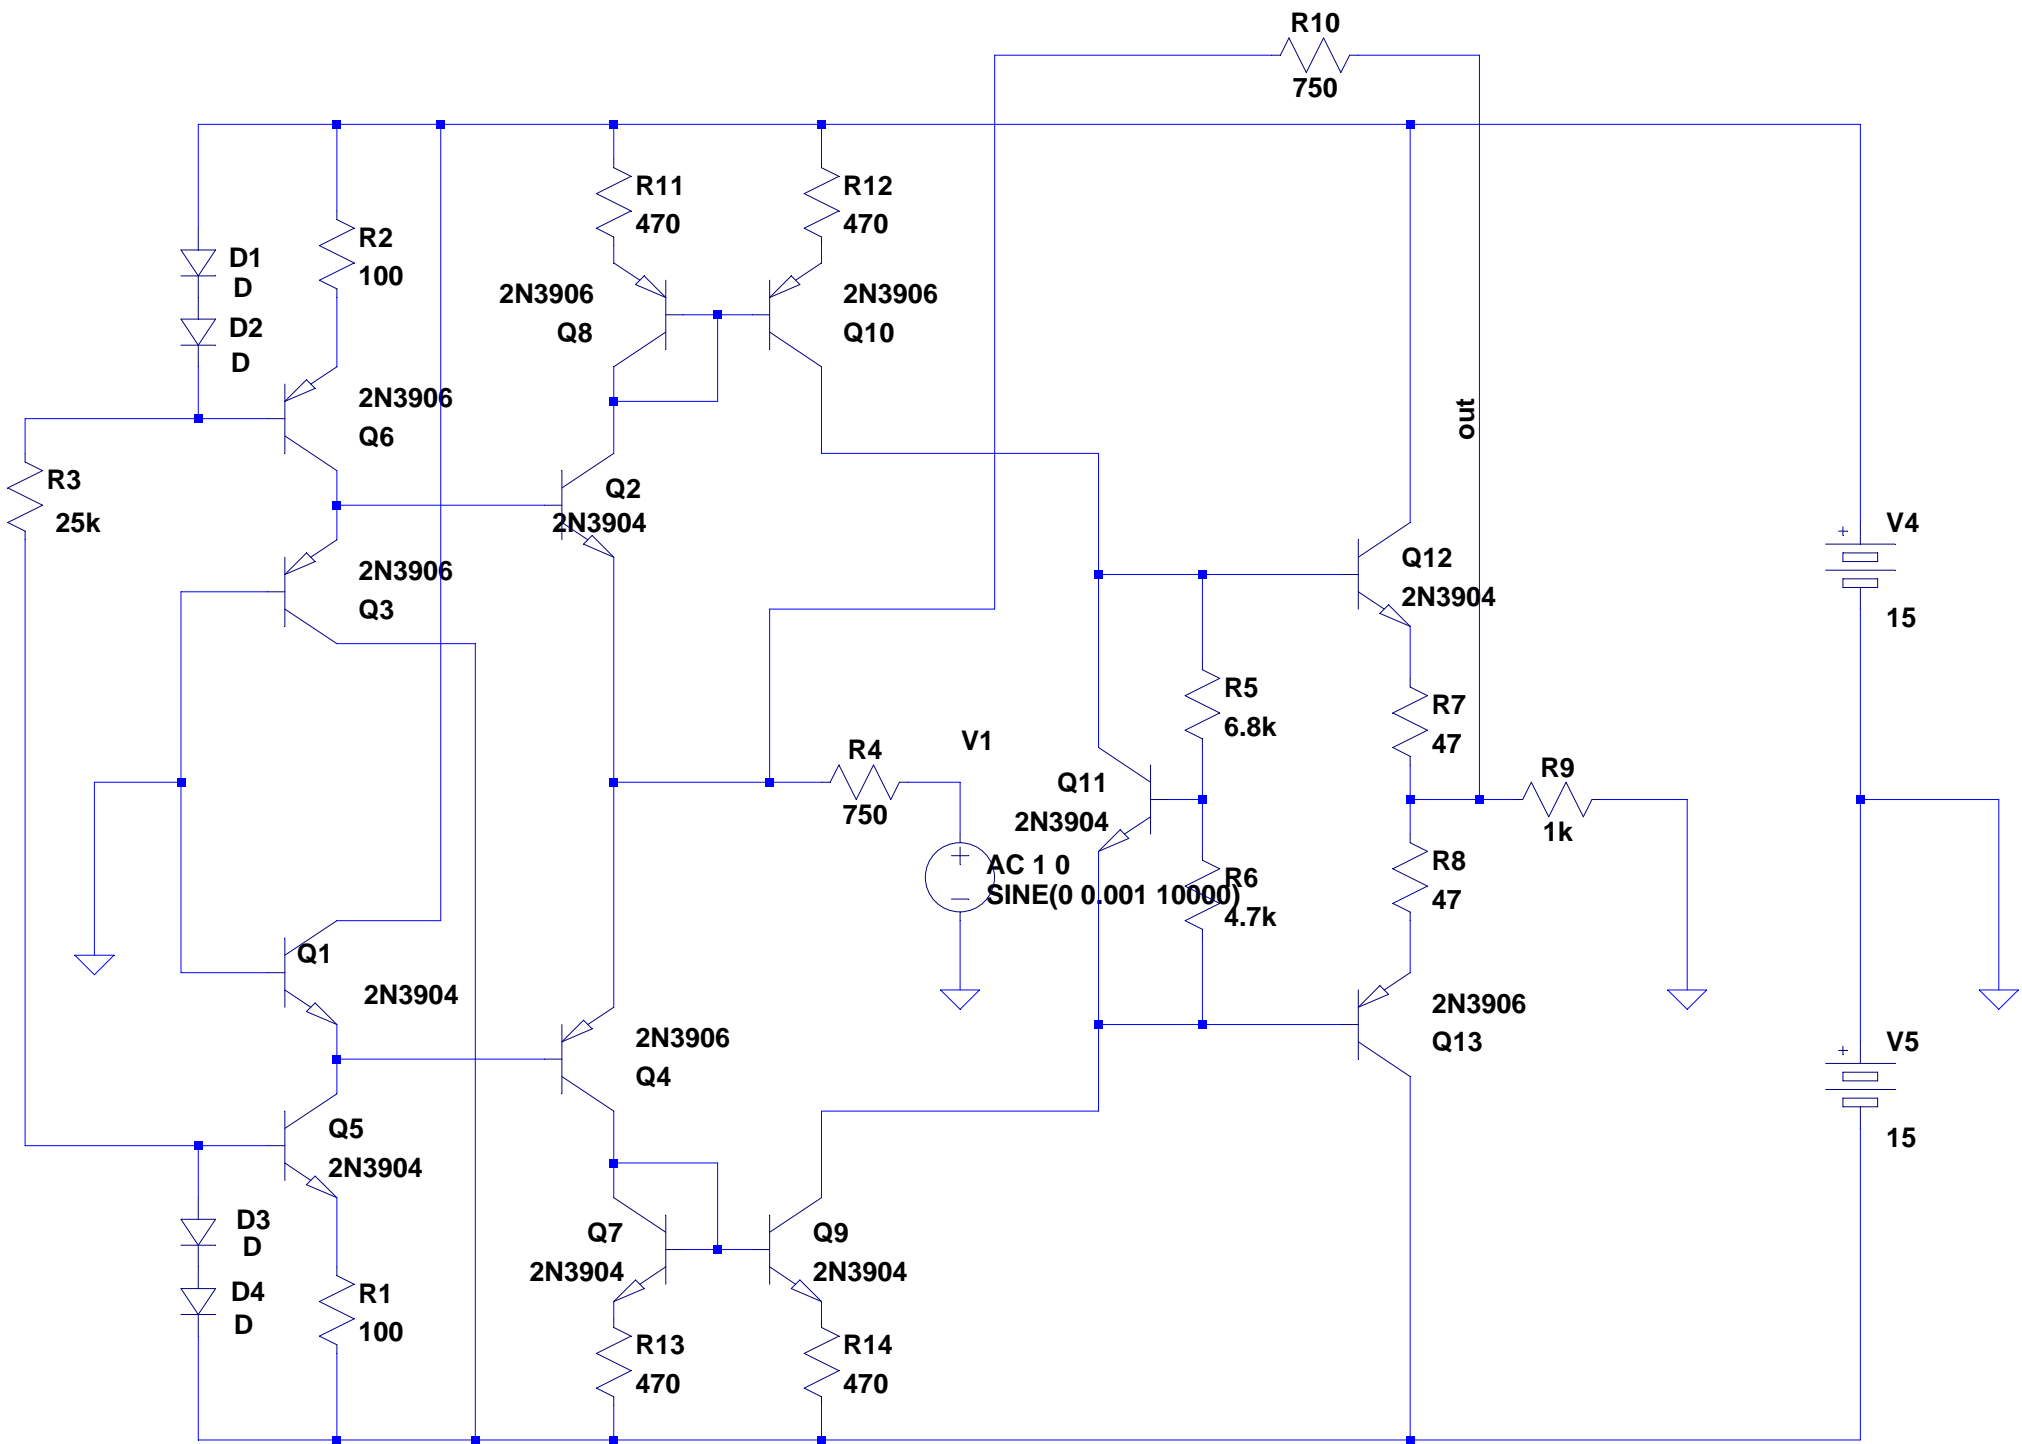 R10
750
R11
470
R12
470
R2
100
D1
D
D2
D
2N3906
Q8
2N3906
Q10
2N3906
Q6
out
R3
25k
Q2
2N3904
V4
+
15
2N3906
Q3
Q12
2N3904
R5
6.8k
R7
47
V1
R4
750
Q11
2N3904
R9
1k
+
AC 1 0
SINE(0 0.001 10000)
R6
4.7k
R8
47
Q1
2N3904
2N3906
Q4
2N3906
Q13
V5
+
15
Q5
2N3904
D3
D
D4
D
R1
100
Q7
2N3904
Q9
2N3904
R13
470
R14
470